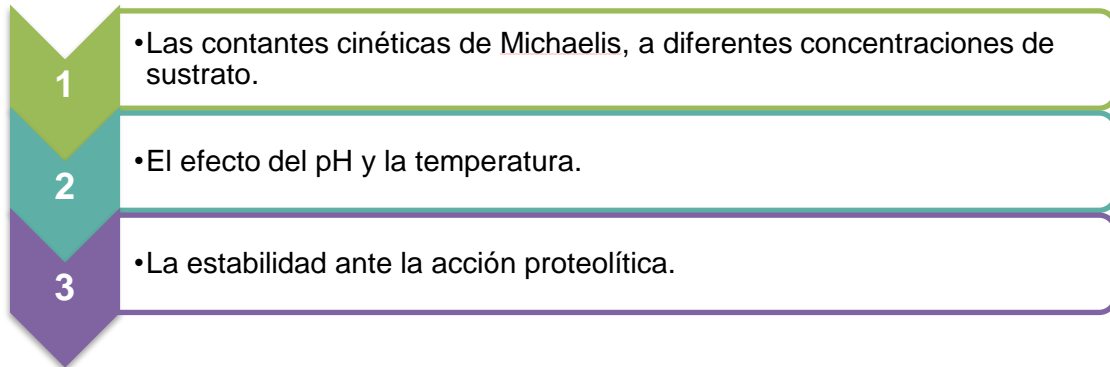 1
•Las contantes cinéticas de Michaelis, a diferentes concentraciones de
sustrato.
2
•El efecto del pH y la temperatura.
3
•La estabilidad ante la acción proteolítica.